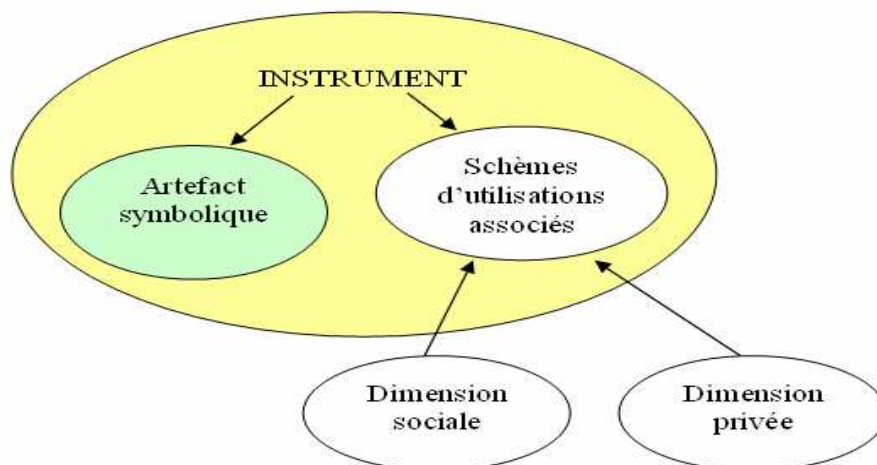 INSTRUMENT
Artefact
symbolique
Schèmes
d'utilisations
associés
Dimension
sociale
Dimension
privée